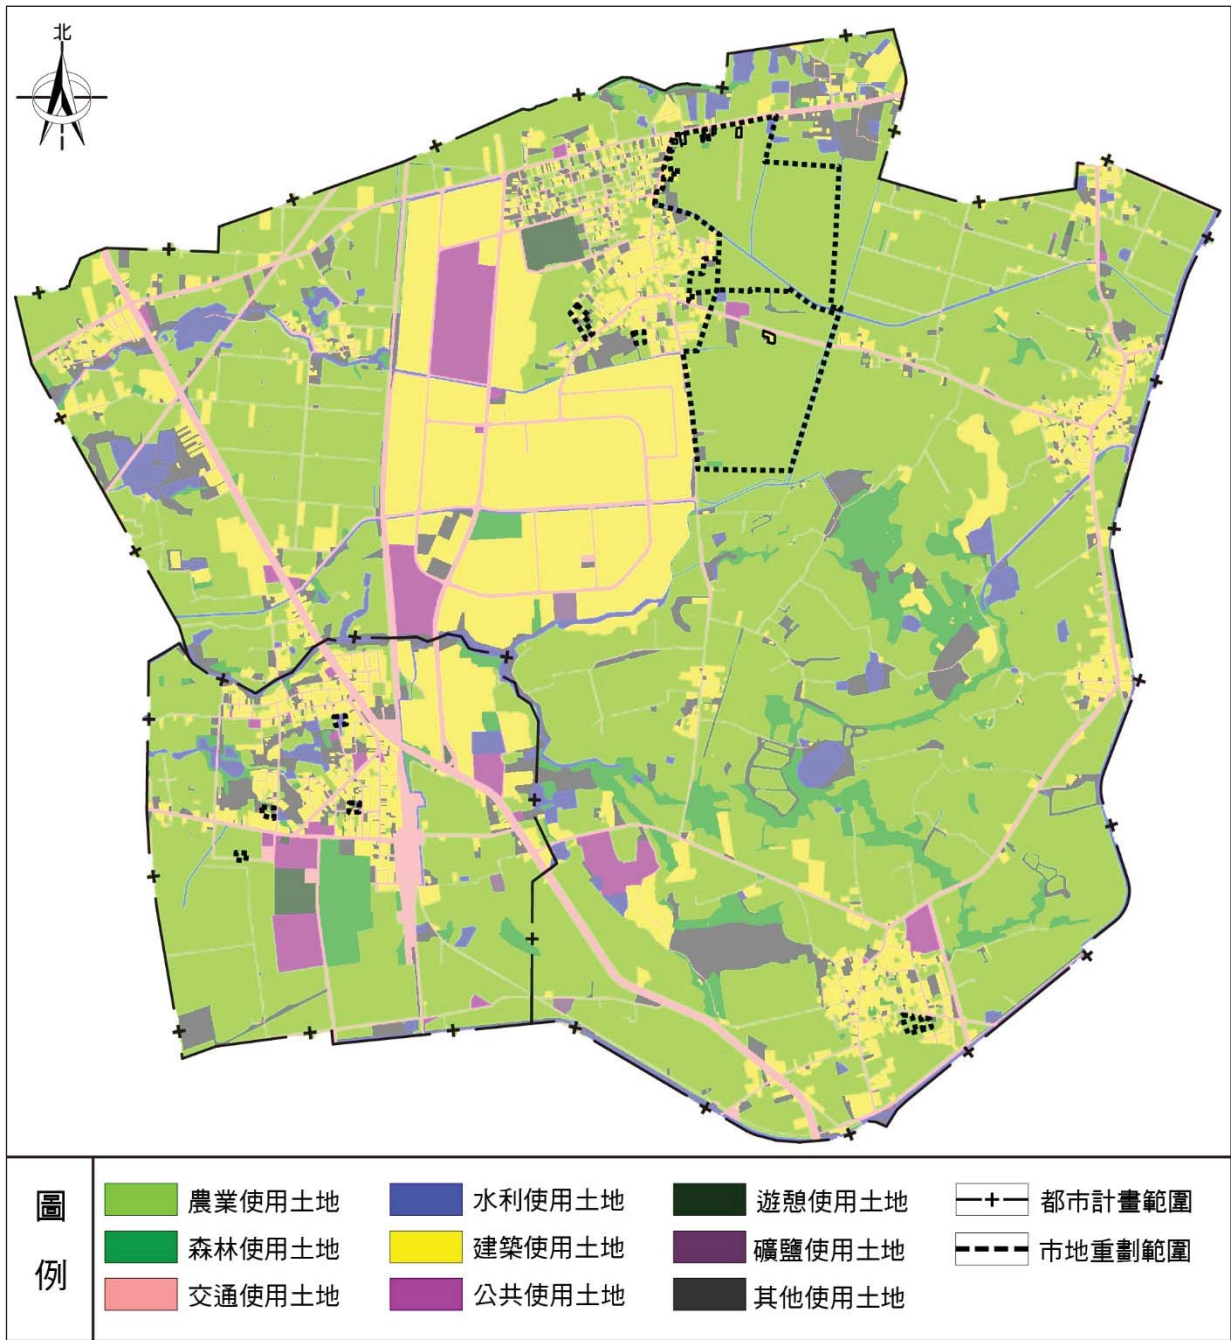 北
圖例
農業使用土地
森林使用土地
交通使用土地
水利使用土地
建築使用土地
公共使用土地
遊憩使用土地
礦鹽使用土地
其他使用土地
都市計畫範圍
市地重劃範圍